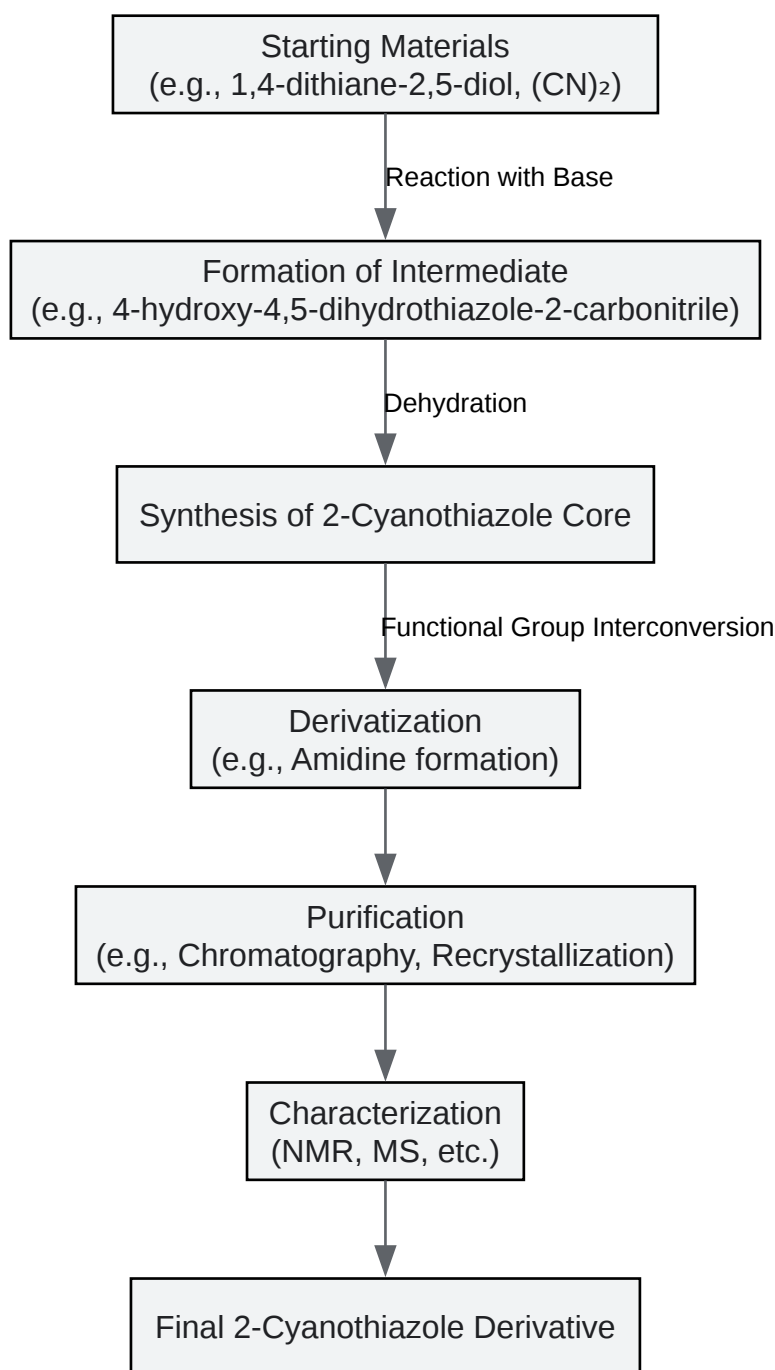 Starting Materials
(e.g., 1,4-dithiane-2,5-diol, (CN)₂)
Reaction with Base
Formation of Intermediate
(e.g., 4-hydroxy-4,5-dihydrothiazole-2-carbonitrile)
Dehydration
Synthesis of 2-Cyanothiazole Core
Functional Group Interconversion
Derivatization
(e.g., Amidine formation)
Purification
(e.g., Chromatography, Recrystallization)
Characterization
(NMR, MS, etc.)
Final 2-Cyanothiazole Derivative